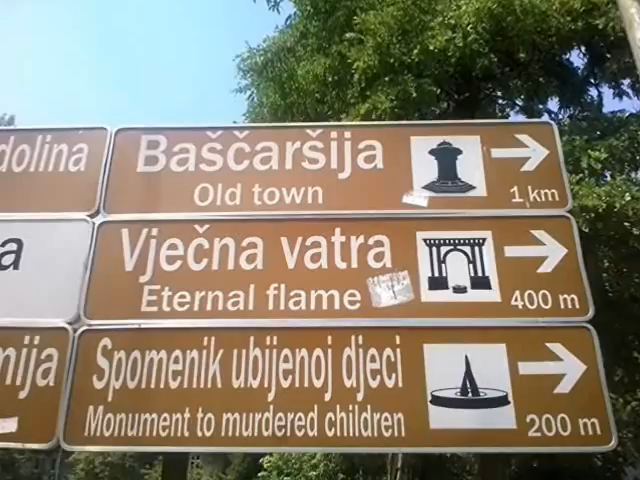 dolina
Baščaršija
Old town
1 km
a
Vječna vatra
Eternal flame
400 m
mija
Spomenik ubijenoj djeci
Monument to murdered children
200 m